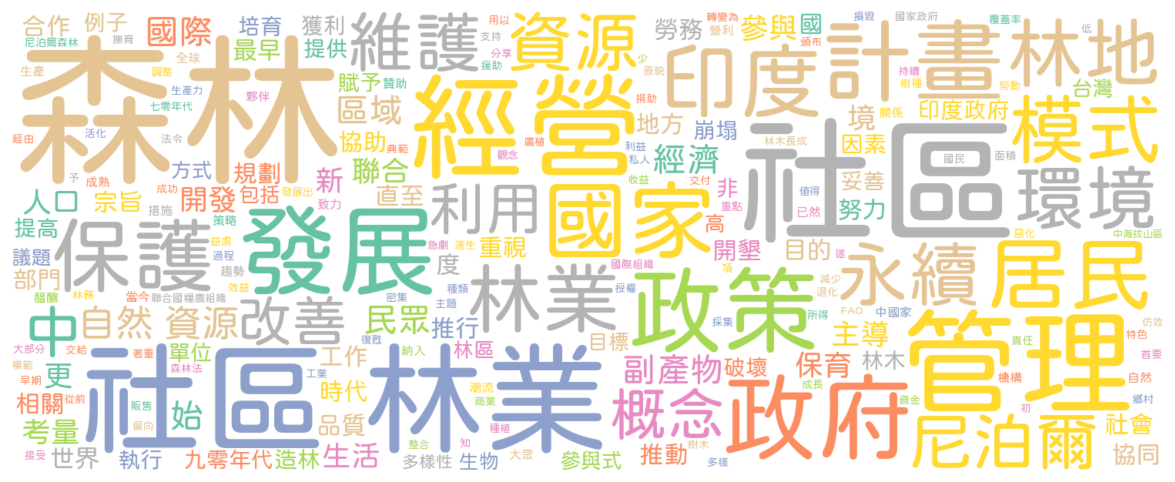 合作
例子
國際
培育
獲利
維護
資源
勞務
轉變為
營利
參與
國
損毀
國家政府
覆蓋率
低
尼泊爾森林
撫育
最早
提供
用以
支持
分享
援助
少
原貌
印度
頒布
計畫
林地
森林
生產
全球
調整
生產力
夥伴
賦予
贊助
經營
捐助
持續
樹種
勞動
台灣
七零年代
區域
地方
崩塌
境
關係
印度政府
模式
經由
活化
法令
協助
典範
廣植
觀念
利益
私人
因素
林木長成
國民
面積
方式
規劃
聯合
經濟
社區
予
成熟
成功
開發
包括
發展出
新
致力
直至
利用
國家
收益
交付
非
重點
值得
已然
妥善
努力
環境
人口
宗旨
提高
措施
策略
高
惡化
中海拔山區
議題
保護
益處
過程
發展
急劇
速生
重視
開墾
目的
遂
部門
趨勢
度
國際組織
項
永續
居民
醞釀
林務
當今
聯合國糧農組織
效益
密集
種類
授權
減少
退化
林業
政策
中
自然 資源
改善
民眾
主題
推行
採集
所得
FAO
中國家
仿效
大部分
交給
著重
單位
復甦
納入
林區
目標
主導
責任
特色
模範
森林法
工作
副產物
破壞
保育
林木
管理
首要
更
工業
時代
潮流
商業
成長
機構
自然
早期
從前
相關
販售
始
社區林業
概念
政府
資金
鄉村
初
考量
偏向
品質
種植
尼泊爾
社會
接受
世界
執行
九零年代
造林
生活
整合
知
多樣性
生物
大眾
參與式
推動
樹木
多樣
協同